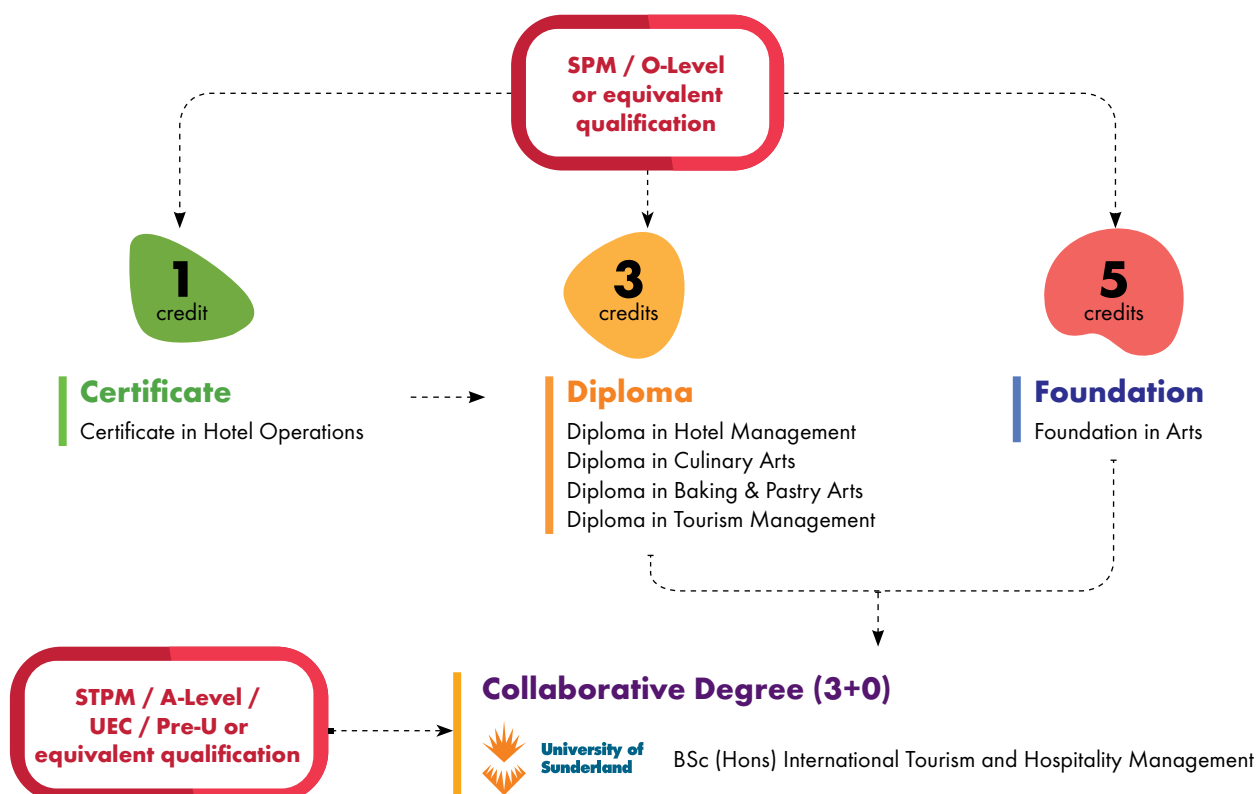 SPM / O-Level
or equivalent
qualification
1
credit
3
credits
5
credits
Certificate
Certificate in Hotel Operations
Diploma
Diploma in Hotel Management
Diploma in Culinary Arts
Diploma in Baking & Pastry Arts
Diploma in Tourism Management
Foundation
Foundation in Arts
STPM / A-Level /
UEC / Pre-U or
equivalent qualification
Collaborative Degree (3+0)
University of
Sunderland
BSc (Hons) International Tourism and Hospitality Management